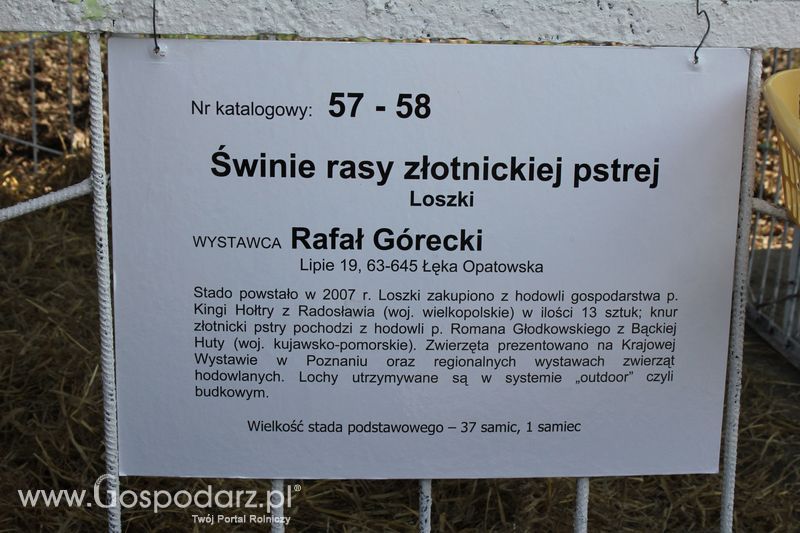 Nr katalogowy: 57 - 58
Świnie rasy złotnickiej pstrej
Loszki
WYSTAWCA Rafał Górecki
Lipie 19, 63-645 Łęka Opatowska
Stado powstało w 2007 r. Loszki zakupiono z hodowli gospodarstwa p.
Kingi Hołtry z Radosławia (woj. wielkopolskie) w ilości 13 sztuk; knur
złotnicki pstry pochodzi z hodowli p. Romana Głodkowskiego z Bąckiej
Huty (woj. kujawsko-pomorskie). Zwierzęta prezentowano na Krajowej
Wystawie w Poznaniu oraz regionalnych wystawach zwierząt
hodowlanych. Lochy utrzymywane są w systemie „outdoor” czyli
budkowym.
Wielkość stada podstawowego – 37 samic, 1 samiec
www.Gospodarz.pl®
Twój Portal Rolniczy